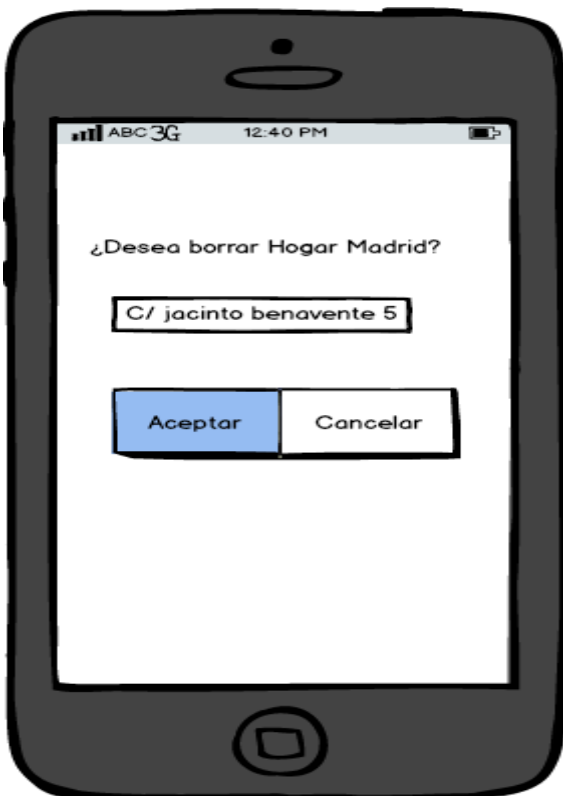 ABC 3G 12:40 PM
¿Desea borrar Hogar Madrid?
C/ jacinto benavente 5
Aceptar Cancelar